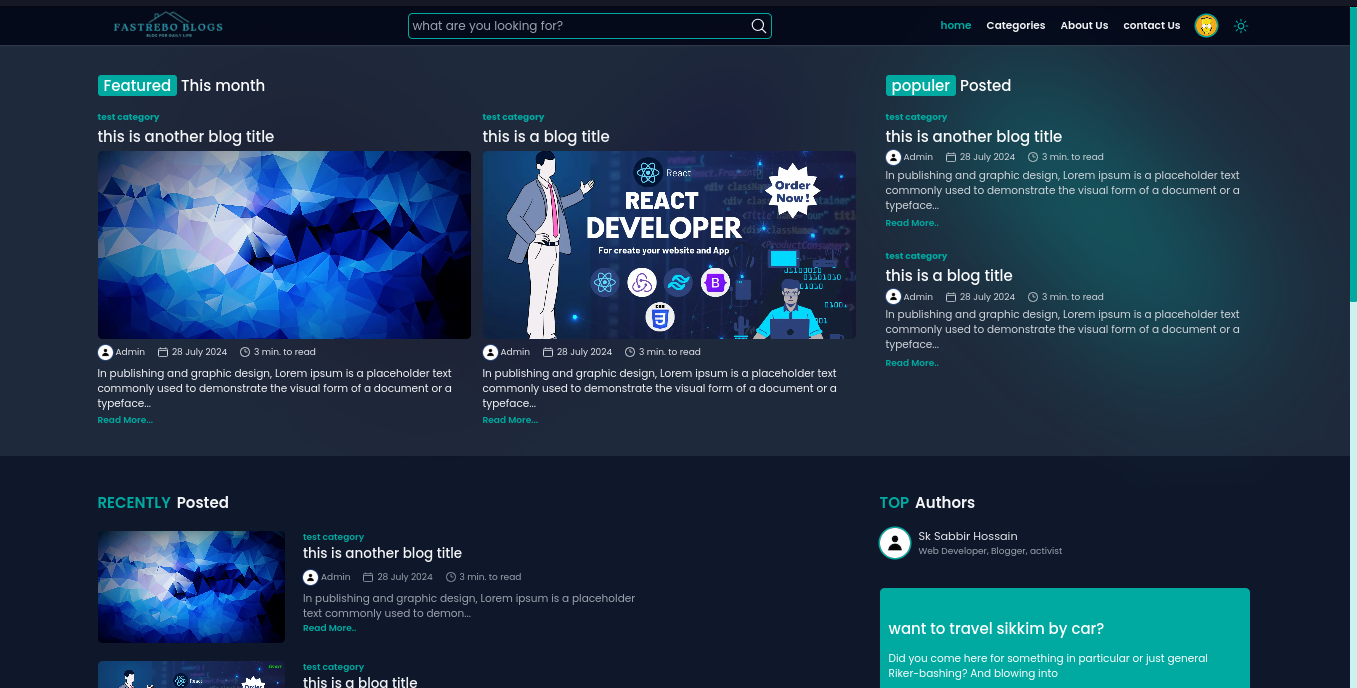 FASTREBO BLOGS
BLOG FOR DAILY LIFE
what are you looking for?
home Categories About Us contact Us
Featured This month
test category
this is another blog title
Admin 28 July 2024 3 min. to read
In publishing and graphic design, Lorem ipsum is a placeholder text
commonly used to demonstrate the visual form of a document or a
typeface...
Read More...
test category
this is a blog title
React
REACT
DEVELOPER
For create your website and App
Order
Now!
Admin 28 July 2024 3 min. to read
In publishing and graphic design, Lorem ipsum is a placeholder text
commonly used to demonstrate the visual form of a document or a
typeface...
Read More...
populer Posted
test category
this is another blog title
Admin 28 July 2024 3 min. to read
In publishing and graphic design, Lorem ipsum is a placeholder text
commonly used to demonstrate the visual form of a document or a
typeface...
Read More..
test category
this is a blog title
Admin 28 July 2024 3 min. to read
In publishing and graphic design, Lorem ipsum is a placeholder text
commonly used to demonstrate the visual form of a document or a
typeface...
Read More..
RECENTLY Posted
test category
this is another blog title
Admin 28 July 2024 3 min. to read
In publishing and graphic design, Lorem ipsum is a placeholder
text commonly used to demon...
Read More..
React
test category
this is a blog title
TOP Authors
Sk Sabbir Hossain
Web Developer, Blogger, activist
want to travel sikkim by car?
Did you come here for something in particular or just general
Riker-bashing? And blowing into